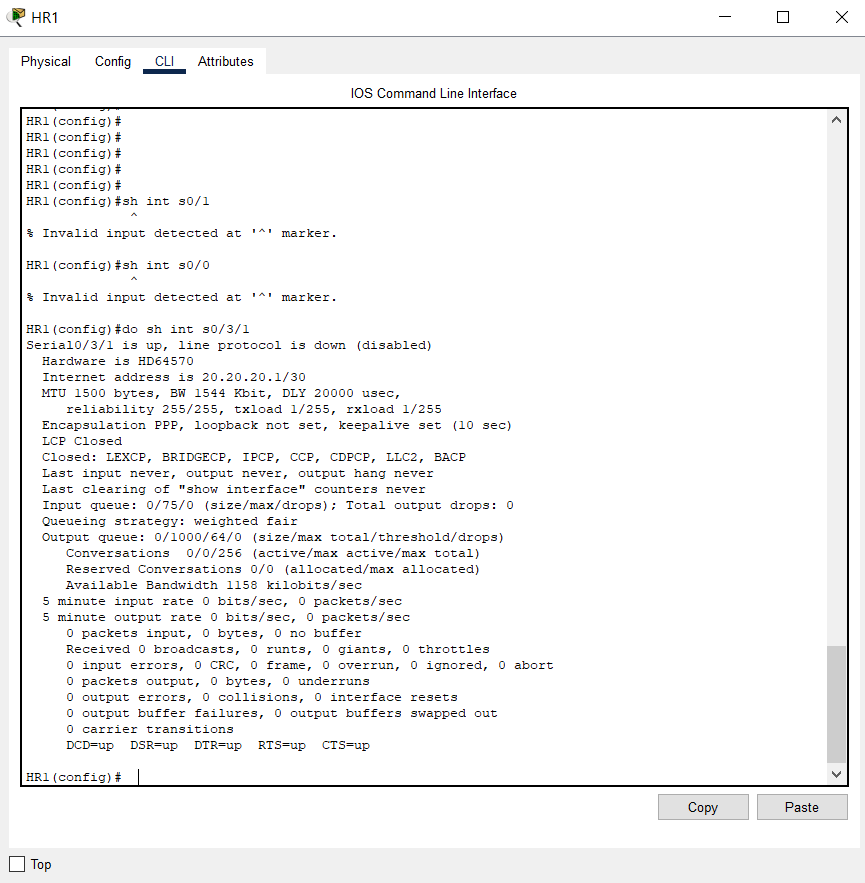 HR1
Physical Config CLI Attributes
IOS Command Line Interface
HR1(config)#
HR1(config)#
HR1(config)#
HR1(config)#
HR1(config)#
HR1(config)#sh int s0/1
^
% Invalid input detected at '^' marker.
HR1(config)#sh int s0/0
^
% Invalid input detected at '^' marker.
HR1(config)#do sh int s0/3/1
Serial0/3/1 is up, line protocol is down (disabled)
Hardware is HD64570
Internet address is 20.20.20.1/30
MTU 1500 bytes, BW 1544 Kbit, DLY 20000 usec,
reliability 255/255, txload 1/255, rxload 1/255
Encapsulation PPP, loopback not set, keepalive set (10 sec)
LCP Closed
Closed: LEXCP, BRIDGECP, IPCP, CCP, CDPCP, LLC2, BACP
Last input never, output never, output hang never
Last clearing of "show interface" counters never
Input queue: 0/75/0 (size/max/drops); Total output drops: 0
Queueing strategy: weighted fair
Output queue: 0/1000/64/0 (size/max total/threshold/drops)
Conversations 0/0/256 (active/max active/max total)
Reserved Conversations 0/0 (allocated/max allocated)
Available Bandwidth 1158 kilobits/sec
5 minute input rate 0 bits/sec, 0 packets/sec
5 minute output rate 0 bits/sec, 0 packets/sec
0 packets input, 0 bytes, 0 no buffer
Received 0 broadcasts, 0 runts, 0 giants, 0 throttles
0 input errors, 0 CRC, 0 frame, 0 overrun, 0 ignored, 0 abort
0 packets output, 0 bytes, 0 underruns
0 output errors, 0 collisions, 0 interface resets
0 output buffer failures, 0 output buffers swapped out
0 carrier transitions
DCD=up DSR=up DTR=up RTS=up CTS=up
HR1(config)#
Copy Paste
Top